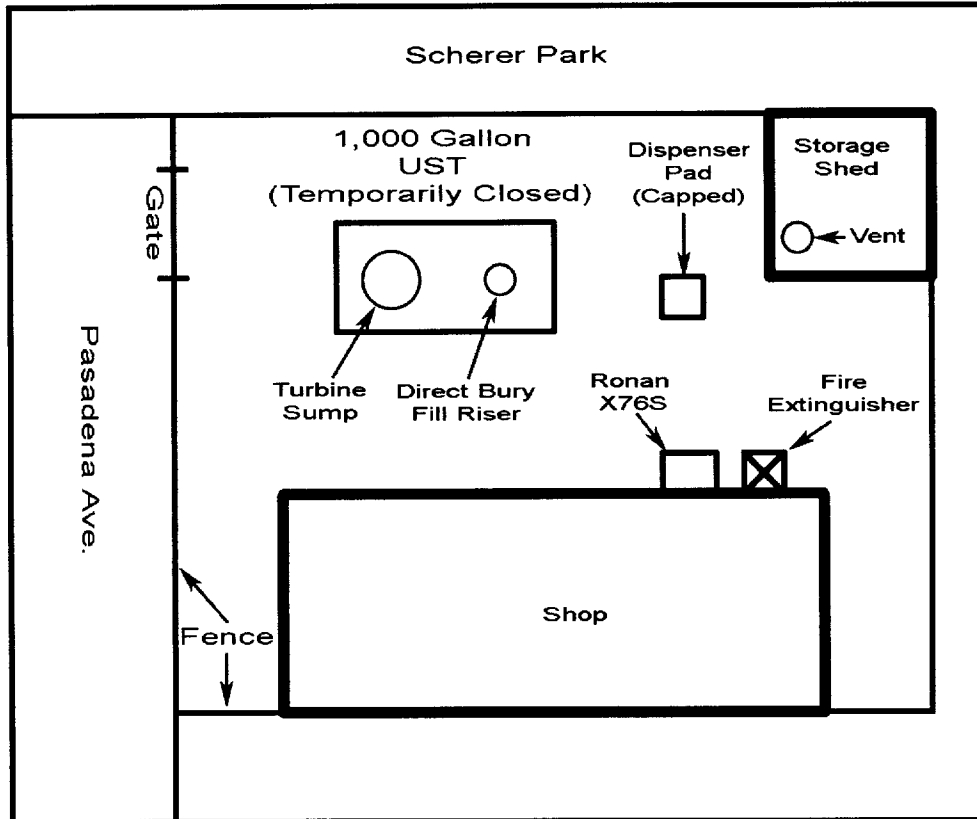 Scherer Park
1,000 Gallon
UST
(Temporarily Closed)
Dispenser
Pad
(Capped)
Storage
Shed
Vent
Gate
Turbine
Sump
Direct Bury
Fill Riser
Ronan
X76S
Fire
Extinguisher
Pasadena Ave.
Shop
Fence